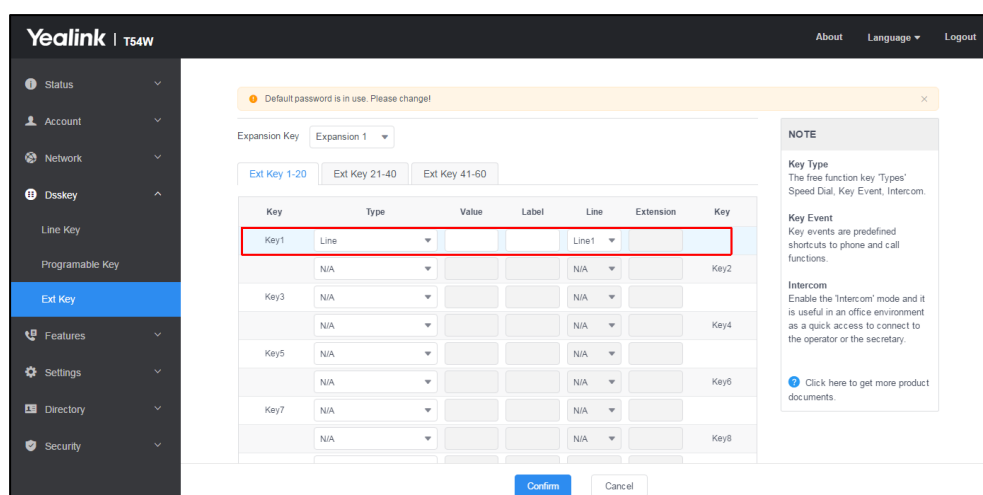 Yealink | T54W
About Language Logout
Status
Account
Network
Dsskey
Line Key
Programable Key
Ext Key
Features
Settings
Directory
Security
Default password is in use. Please change!
Expansion Key Expansion 1
Ext Key 1-20 Ext Key 21-40 Ext Key 41-60
Key Type Value Label Line Extension Key
Key1 Line Line1
N/A N/A Key2
Key3 N/A N/A
N/A N/A Key4
Key5 N/A N/A
N/A N/A Key6
Key7 N/A N/A
N/A N/A Key8
Confirm Cancel
NOTE
Key Type
The free function key 'Types'
Speed Dial, Key Event, Intercom.
Key Event
Key events are predefined
shortcuts to phone and call
functions.
Intercom
Enable the 'Intercom' mode and it
is useful in an office environment
as a quick access to connect to
the operator or the secretary.
Click here to get more product
documents.